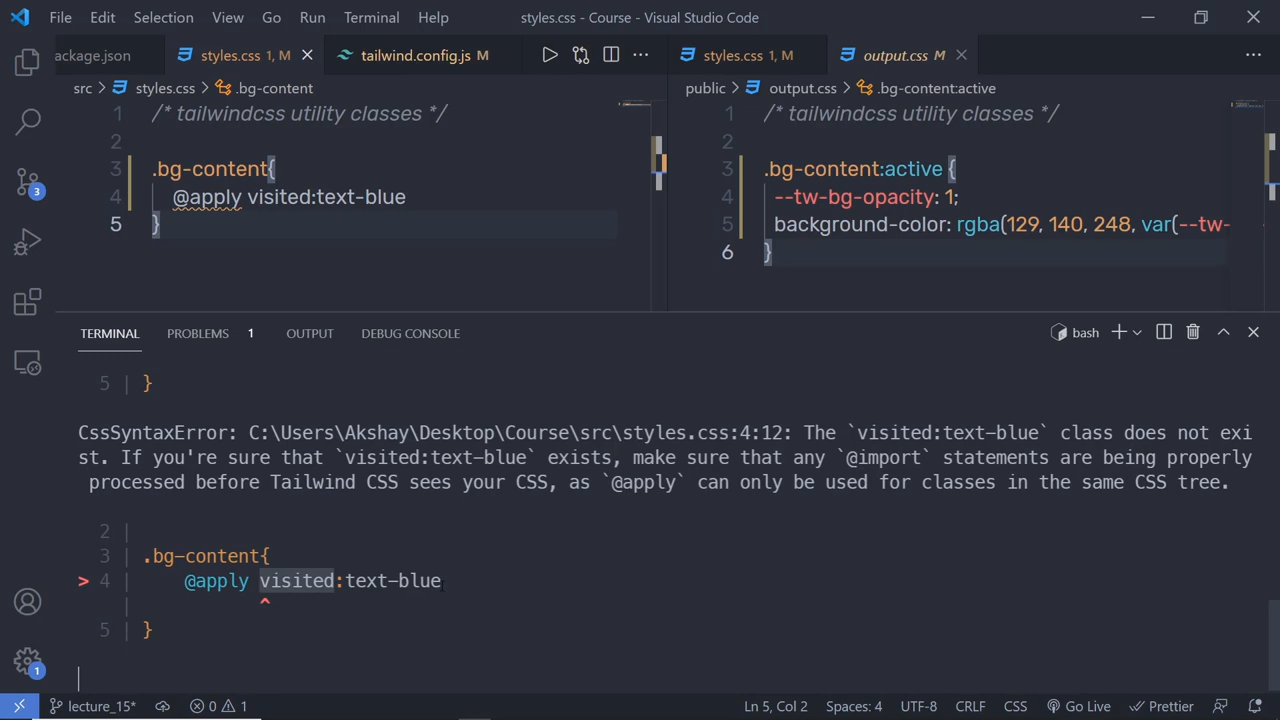 File Edit Selection View Go Run Terminal Help styles.css - Course - Visual Studio Code
ackage.json styles.css 1, M tailwind.config.js M styles.css 1, M output.css M
src > styles.css > .bg-content public > output.css > .bg-content:active
1 /* tailwindcss utility classes */
2
3 .bg-content{
4 @apply visited:text-blue
5 }
1 /* tailwindcss utility classes */
2
3 .bg-content:active {
4 --tw-bg-opacity: 1;
5 background-color: rgba(129, 140, 248, var(--tw-
6 }
3
TERMINAL PROBLEMS 1 OUTPUT DEBUG CONSOLE bash
5 | }
CssSyntaxError: C:\Users\Akshay\Desktop\Course\src\styles.css:4:12: The `visited:text-blue` class does not exi
st. If you're sure that `visited:text-blue` exists, make sure that any `@import` statements are being properly
processed before Tailwind CSS sees your CSS, as `@apply` can only be used for classes in the same CSS tree.
2 |
3 | .bg-content{
> 4 | @apply visited:text-blue
| ^
5 | }
1
lecture_15* 0 1 Ln 5, Col 2 Spaces: 4 UTF-8 CRLF CSS Go Live Prettier